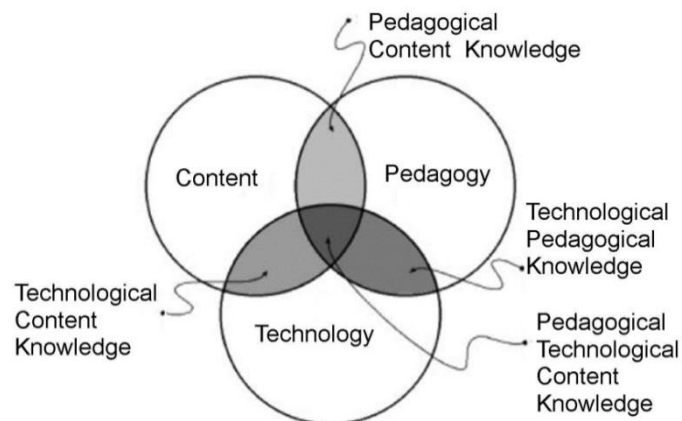 Pedagogical
Content Knowledge
Content
Pedagogy
Technological
Pedagogical
Knowledge
Technological
Content
Knowledge
Technology
Pedagogical
Technological
Content
Knowledge